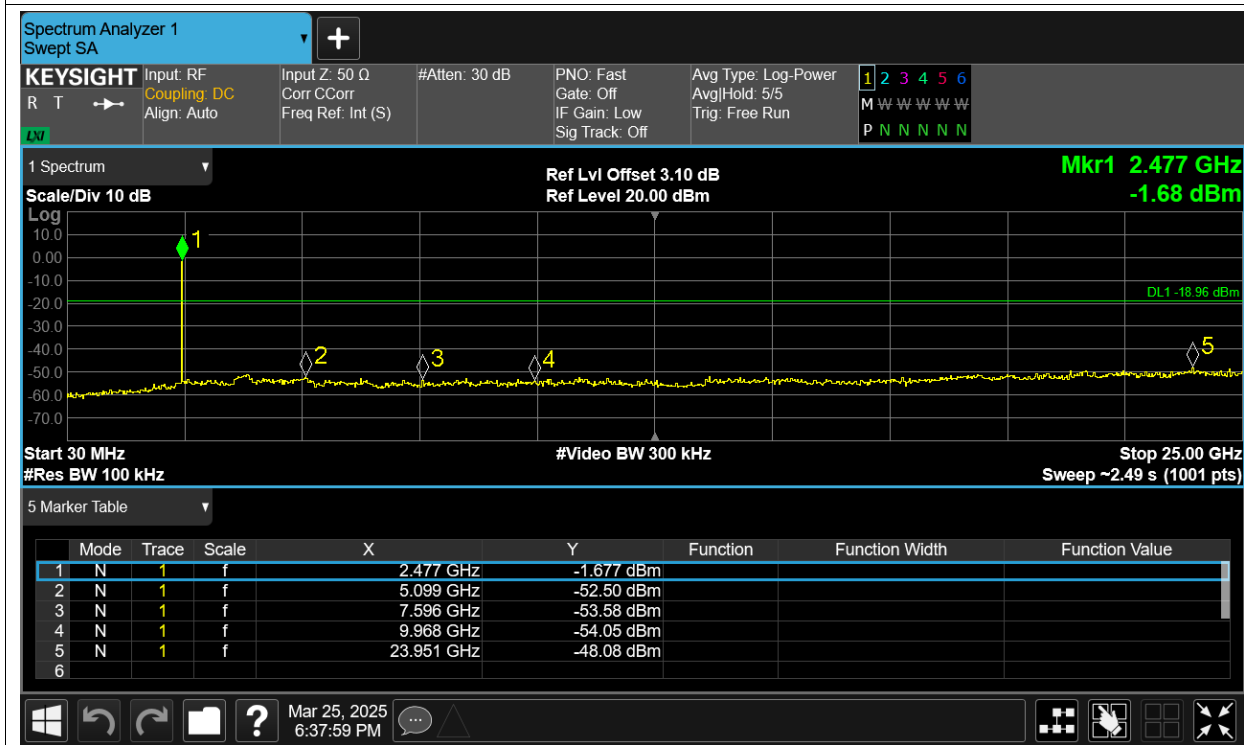 Spectrum Analyzer 1
Swept SA
+
KEYSIGHT
R T
LXI
Input: RF
Coupling: DC
Align: Auto
Input Z: 50 Ω
Corr CCorr
Freq Ref: Int (S)
#Atten: 30 dB
PNO: Fast
Gate: Off
IF Gain: Low
Sig Track: Off
Avg Type: Log-Power
Avg|Hold: 5/5
Trig: Free Run
1 2 3 4 5 6
M W W W W W
P N N N N N
1 Spectrum
Scale/Div 10 dB
Ref Lvl Offset 3.10 dB
Ref Level 20.00 dBm
Mkr1 2.477 GHz
-1.68 dBm
Log
10.0
0.00
-10.0
-20.0
-30.0
-40.0
-50.0
-60.0
-70.0
1
2
3
4
5
DL1 -18.96 dBm
Start 30 MHz
#Res BW 100 kHz
#Video BW 300 kHz
Stop 25.00 GHz
Sweep ~2.49 s (1001 pts)
5 Marker Table
Mode Trace Scale X Y Function Function Width Function Value
1 N 1 f 2.477 GHz -1.677 dBm
2 N 1 f 5.099 GHz -52.50 dBm
3 N 1 f 7.596 GHz -53.58 dBm
4 N 1 f 9.968 GHz -54.05 dBm
5 N 1 f 23.951 GHz -48.08 dBm
6
?
Mar 25, 2025
6:37:59 PM